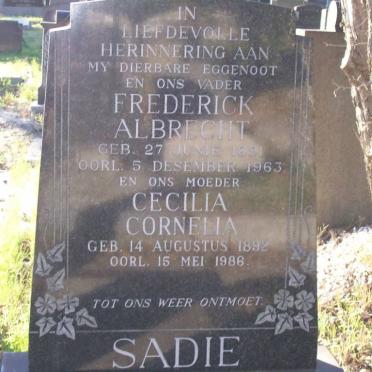 IN
LIEFDEVOLLE
HERINNERING AAN
MY DIERBARE EGGENOOT
EN ONS VADER
FREDERICK
ALBRECHT
GEB. 27 JUNIE
OORL. 5 DESEMBER 1963
EN ONS MOEDER
CECILIA
CORNELIA
GEB. 14 AUGUSTUS 1892
OORL. 15 MEI 1986.
TOT ONS WEER ONTMOET.
SADIE